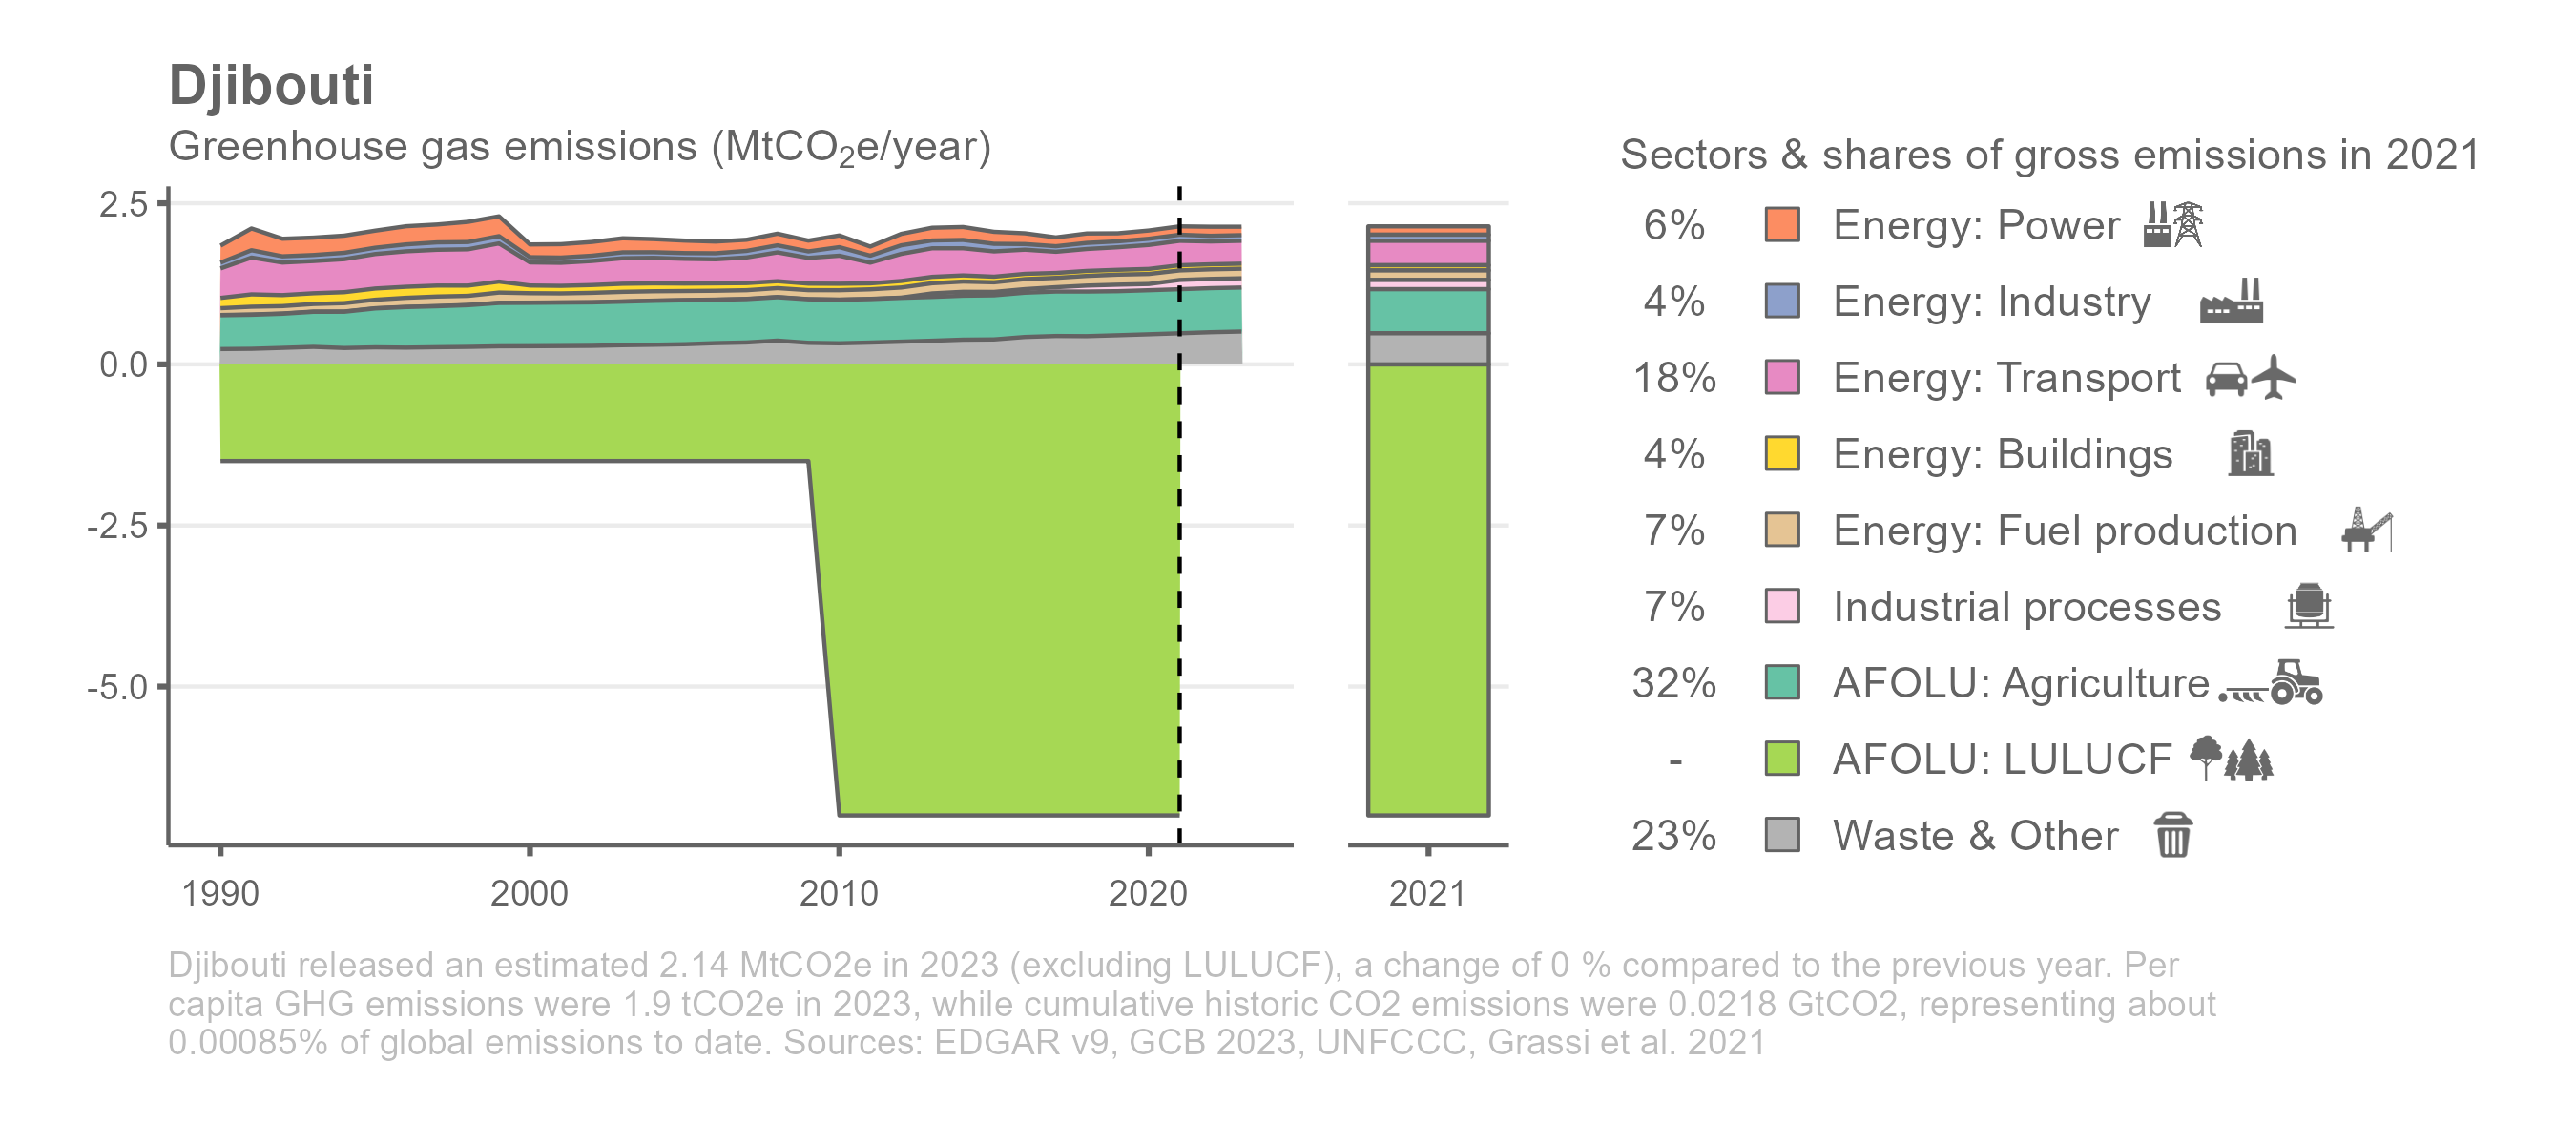 Djibouti
Greenhouse gas emissions (MtCO₂e/year)
2.5
0.0
-2.5
-5.0
1990
2000
2010
2020
2021
Sectors & shares of gross emissions in 2021
6% Energy: Power
4% Energy: Industry
18% Energy: Transport
4% Energy: Buildings
7% Energy: Fuel production
7% Industrial processes
32% AFOLU: Agriculture
- AFOLU: LULUCF
23% Waste & Other
Djibouti released an estimated 2.14 MtCO2e in 2023 (excluding LULUCF), a change of 0 % compared to the previous year. Per
capita GHG emissions were 1.9 tCO2e in 2023, while cumulative historic CO2 emissions were 0.0218 GtCO2, representing about
0.00085% of global emissions to date. Sources: EDGAR v9, GCB 2023, UNFCCC, Grassi et al. 2021